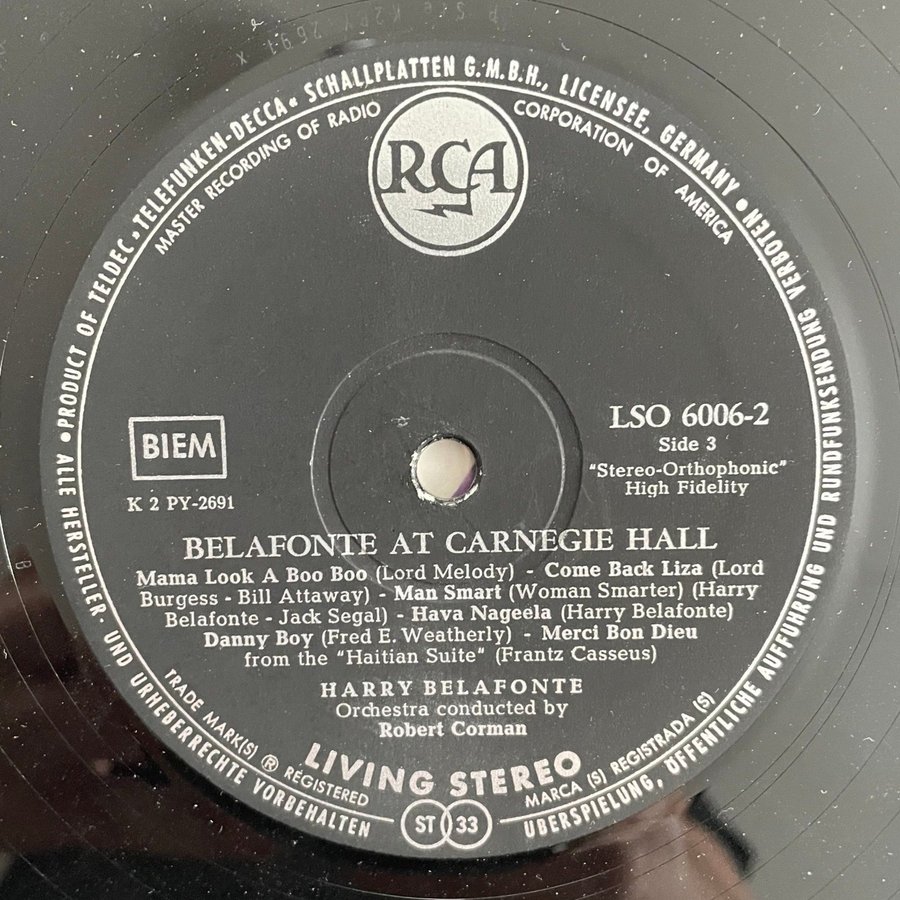 PRODUCT OF TELDEC »TELEFUNKEN-DECCA« SCHALLPLATTEN G.M.B.H., LICENSEE, GERMANY •
MASTER RECORDING OF RADIO CORPORATION OF AMERICA
RCA
BIEM
K 2 PY-2691
LSO 6006-2
Side 3
"Stereo-Orthophonic"
High Fidelity
BELAFONTE AT CARNEGIE HALL
Mama Look A Boo Boo (Lord Melody) - Come Back Liza (Lord
Burgess - Bill Attaway) - Man Smart (Woman Smarter) (Harry
Belafonte - Jack Segal) - Hava Nageela (Harry Belafonte)
Danny Boy (Fred E. Weatherly) - Merci Bon Dieu
from the "Haitian Suite" (Frantz Casseus)
HARRY BELAFONTE
Orchestra conducted by
Robert Corman
TRADE MARK(S) ® REGISTERED
LIVING STEREO
MARCA (S) REGISTRADA (S)
• ALLE HERSTELLER- UND URHEBERRECHTE VORBEHALTEN
ST 33
ÜBERSPIELUNG, ÖFFENTLICHE AUFFÜHRUNG UND RUNDFUNKSENDUNG VERBOTEN
K2PY 2691